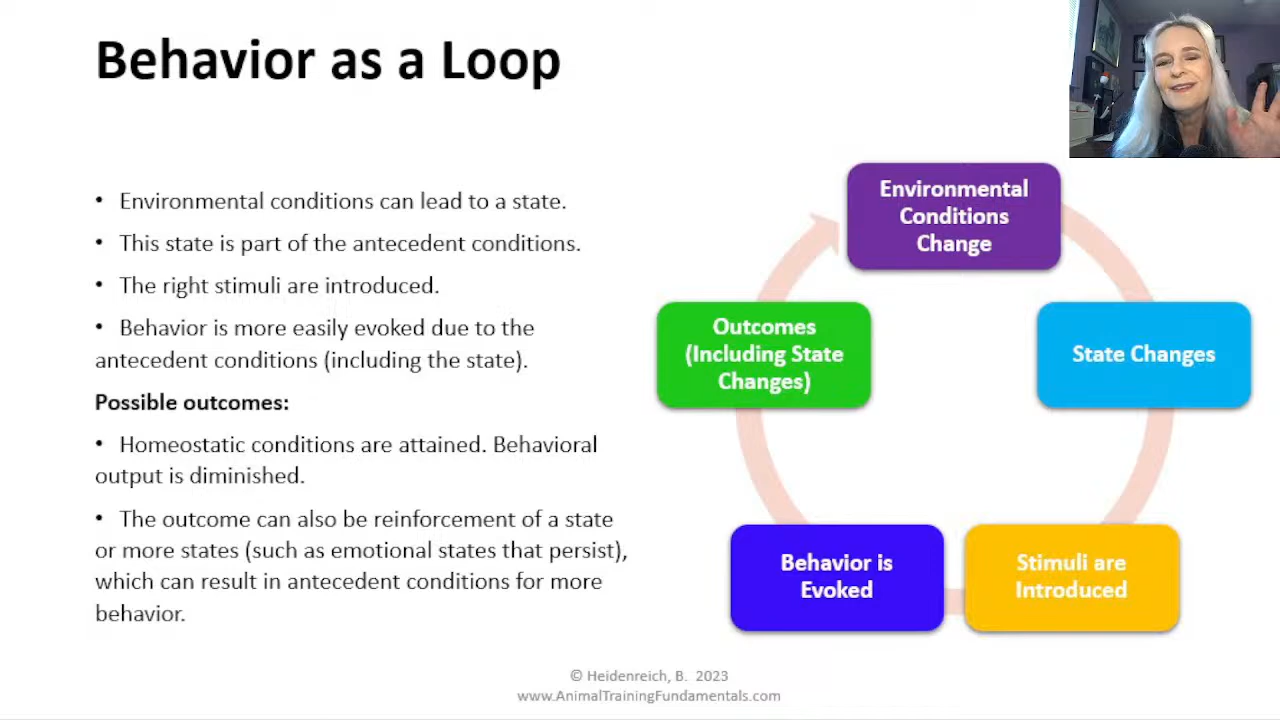 Behavior as a Loop
• Environmental conditions can lead to a state.
• This state is part of the antecedent conditions.
• The right stimuli are introduced.
• Behavior is more easily evoked due to the
antecedent conditions (including the state).
Possible outcomes:
• Homeostatic conditions are attained. Behavioral
output is diminished.
• The outcome can also be reinforcement of a state
or more states (such as emotional states that persist),
which can result in antecedent conditions for more
behavior.
Environmental
Conditions
Change
State Changes
Stimuli are
Introduced
Behavior is
Evoked
Outcomes
(Including State
Changes)
© Heidenreich, B. 2023
www.AnimalTrainingFundamentals.com